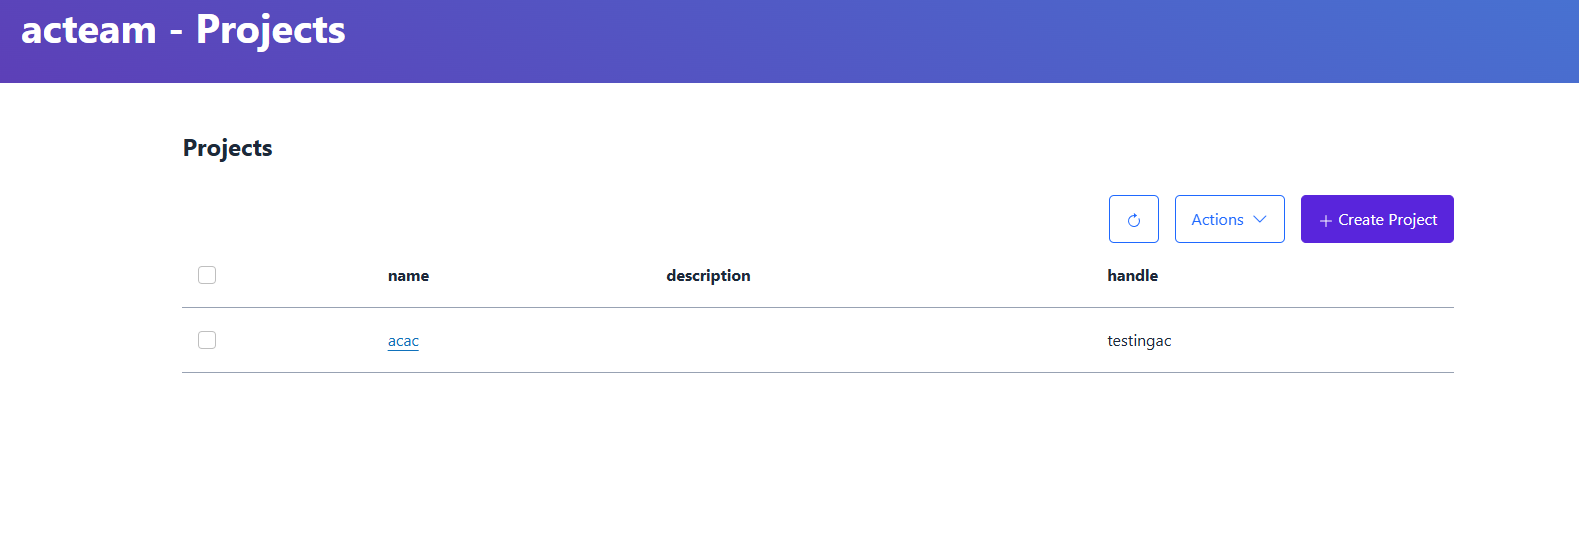 acteam - Projects
Projects
Actions
+ Create Project
name description handle
acac testingac